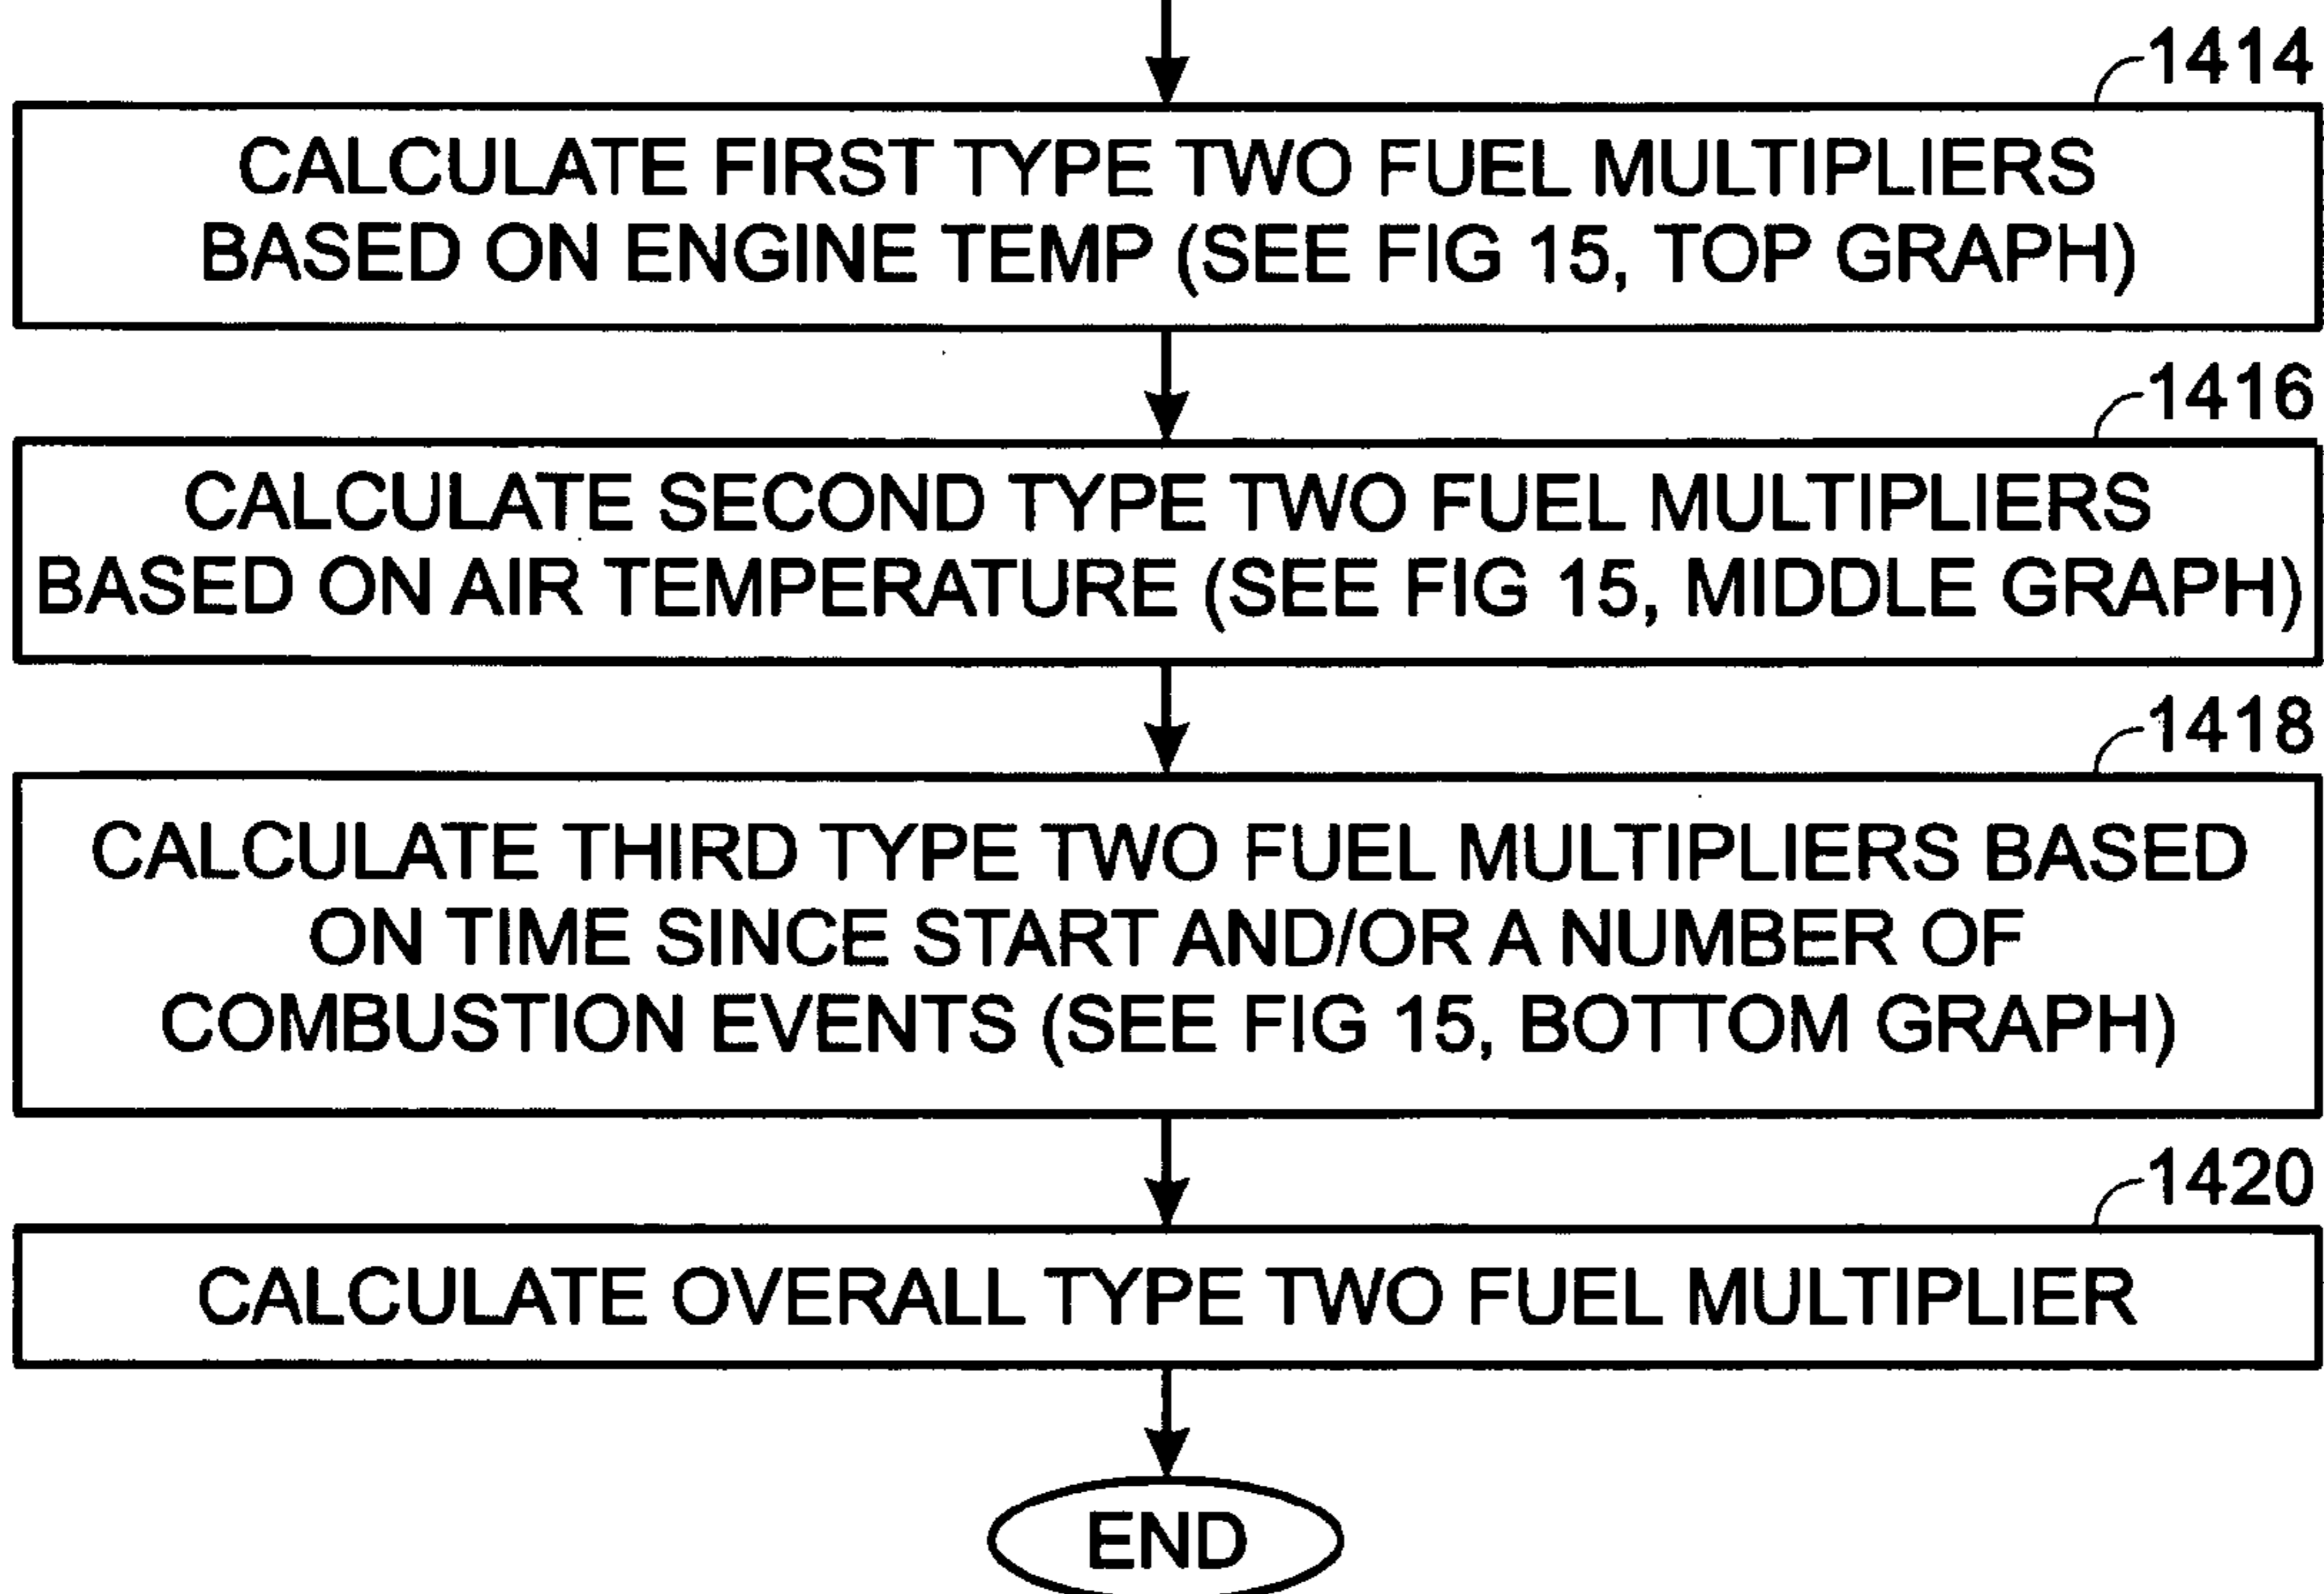 1414
CALCULATE FIRST TYPE TWO FUEL MULTIPLIERS
BASED ON ENGINE TEMP (SEE FIG 15, TOP GRAPH)
1416
CALCULATE SECOND TYPE TWO FUEL MULTIPLIERS
BASED ON AIR TEMPERATURE (SEE FIG 15, MIDDLE GRAPH)
1418
CALCULATE THIRD TYPE TWO FUEL MULTIPLIERS BASED
ON TIME SINCE START AND/OR A NUMBER OF
COMBUSTION EVENTS (SEE FIG 15, BOTTOM GRAPH)
1420
CALCULATE OVERALL TYPE TWO FUEL MULTIPLIER
END